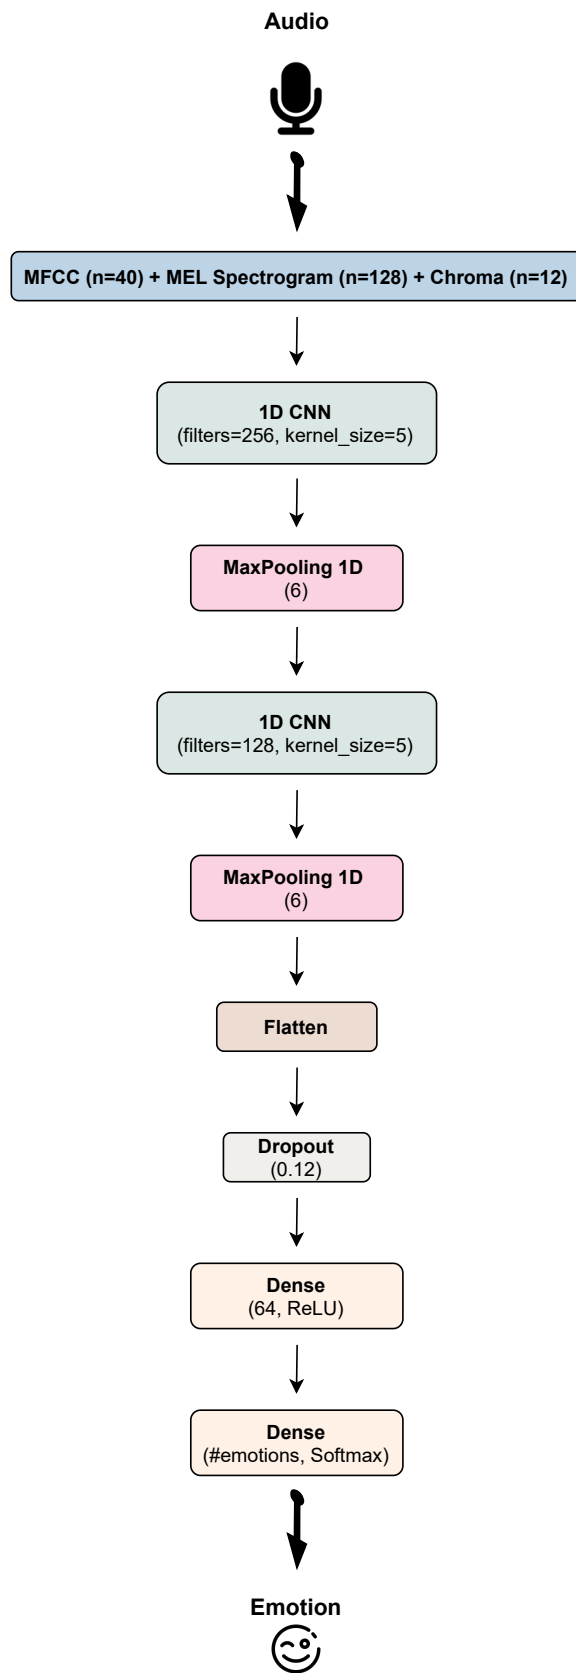 Audio
MFCC (n=40) + MEL Spectrogram (n=128) + Chroma (n=12)
1D CNN
(filters=256, kernel_size=5)
MaxPooling 1D
(6)
1D CNN
(filters=128, kernel_size=5)
MaxPooling 1D
(6)
Flatten
Dropout
(0.12)
Dense
(64, ReLU)
Dense
(#emotions, Softmax)
Emotion